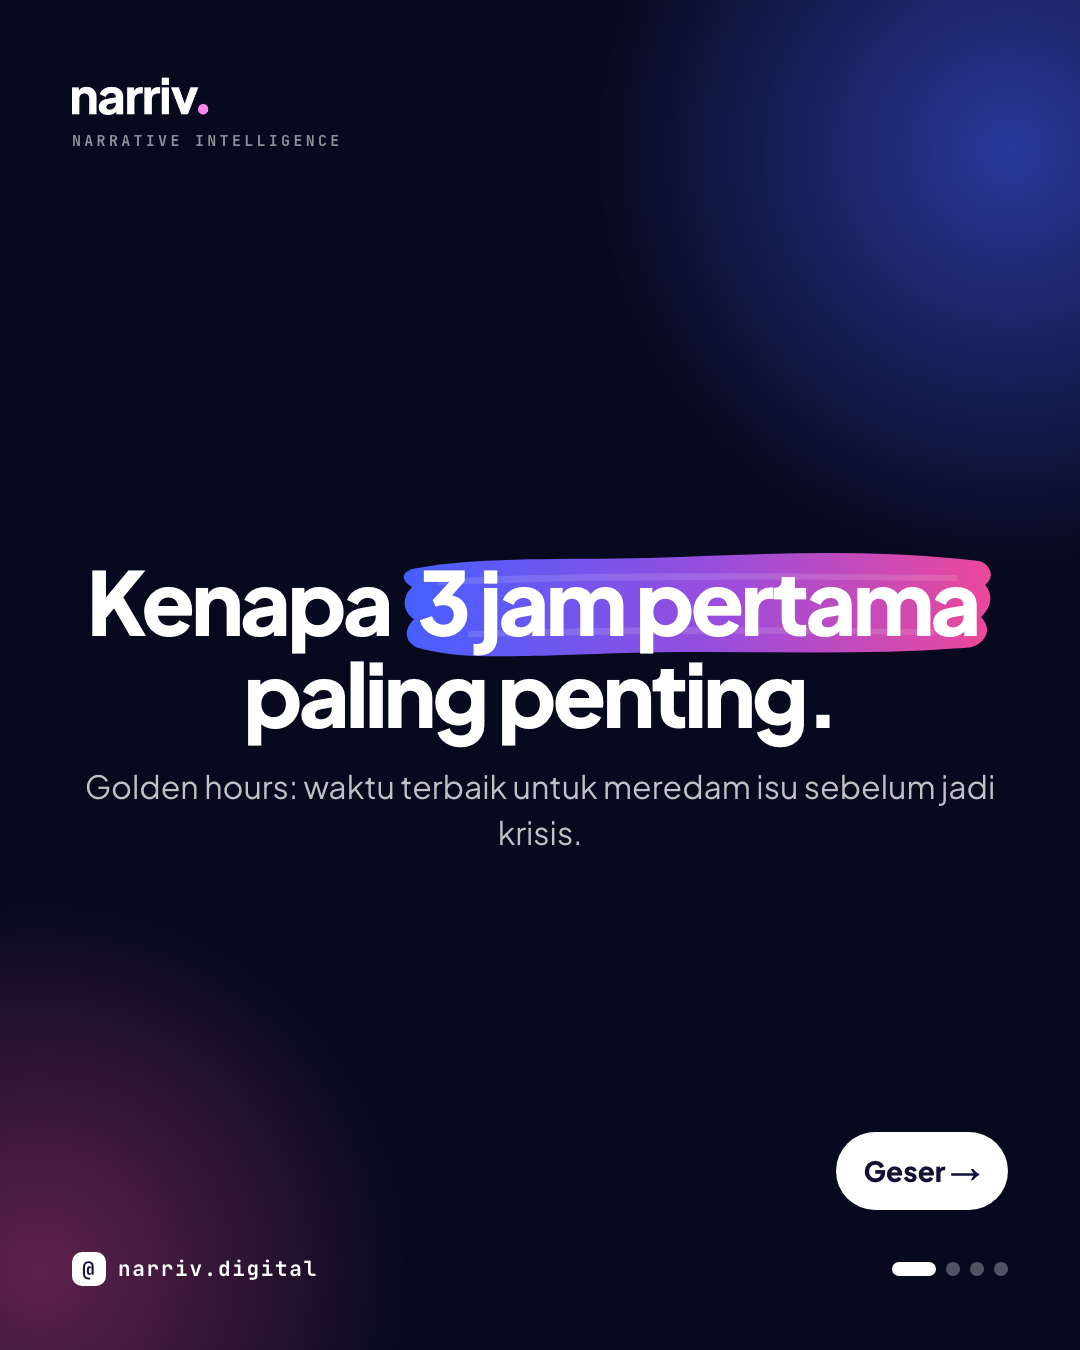 narriv.
NARRATIVE INTELLIGENCE
Kenapa 3 jam pertama
paling penting.
Golden hours: waktu terbaik untuk meredam isu sebelum jadi
krisis.
Geser →
@ narriv.digital